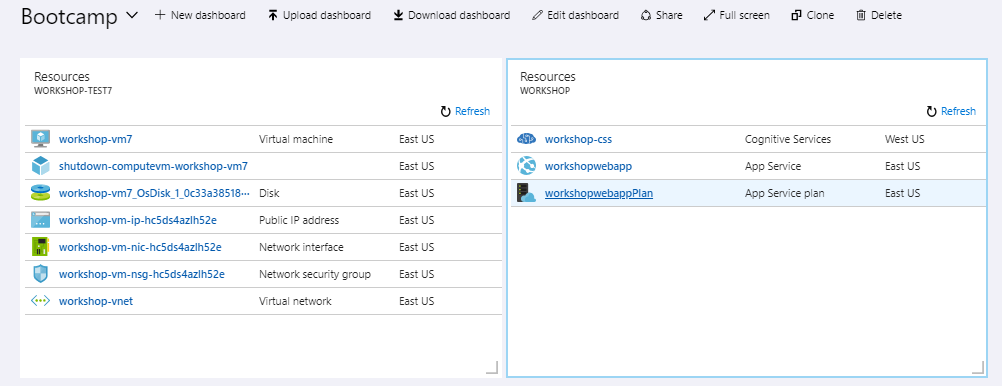 Bootcamp + New dashboard Upload dashboard Download dashboard Edit dashboard Share Full screen Clone Delete
Resources
WORKSHOP-TEST7
Refresh
workshop-vm7 Virtual machine East US
shutdown-computevm-workshop-vm7 East US
workshop-vm7_OsDisk_1_0c33a38518··· Disk East US
workshop-vm-ip-hc5ds4azlh52e Public IP address East US
workshop-vm-nic-hc5ds4azlh52e Network interface East US
workshop-vm-nsg-hc5ds4azlh52e Network security group East US
workshop-vnet Virtual network East US
Resources
WORKSHOP
Refresh
workshop-css Cognitive Services West US
workshopwebapp App Service East US
workshopwebappPlan App Service plan East US